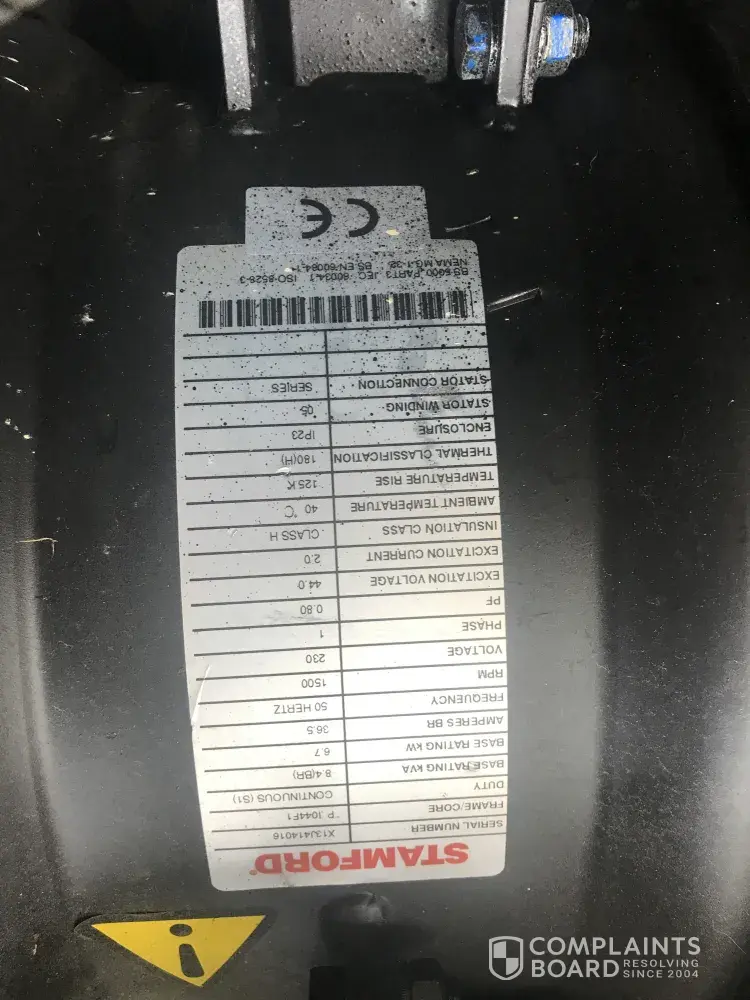 STAMFORD
SERIAL NUMBER X13J414016
FRAME/CORE P 1044F1
DUTY CONTINUOUS (S1)
BASE RATING kVA 8.4(BR)
BASE RATING kW 6.7
AMPERES BR 36.5
FREQUENCY 50 HERTZ
RPM 1500
VOLTAGE 230
PHASE 1
PF 0.80
EXCITATION VOLTAGE 44.0
EXCITATION CURRENT 2.0
INSULATION CLASS CLASS H
AMBIENT TEMPERATURE 40 °C
TEMPERATURE RISE 125 K
THERMAL CLASSIFICATION 180(H)
ENCLOSURE IP23
STATOR WINDING 05
STATOR CONNECTION SERIES
BS 5000 PART3 IEC 60034-1 ISO-8528-3
NEMA MG-1-32 BS EN 60034-1
CE
COMPLAINTS
BOARD RESOLVING
SINCE 2004